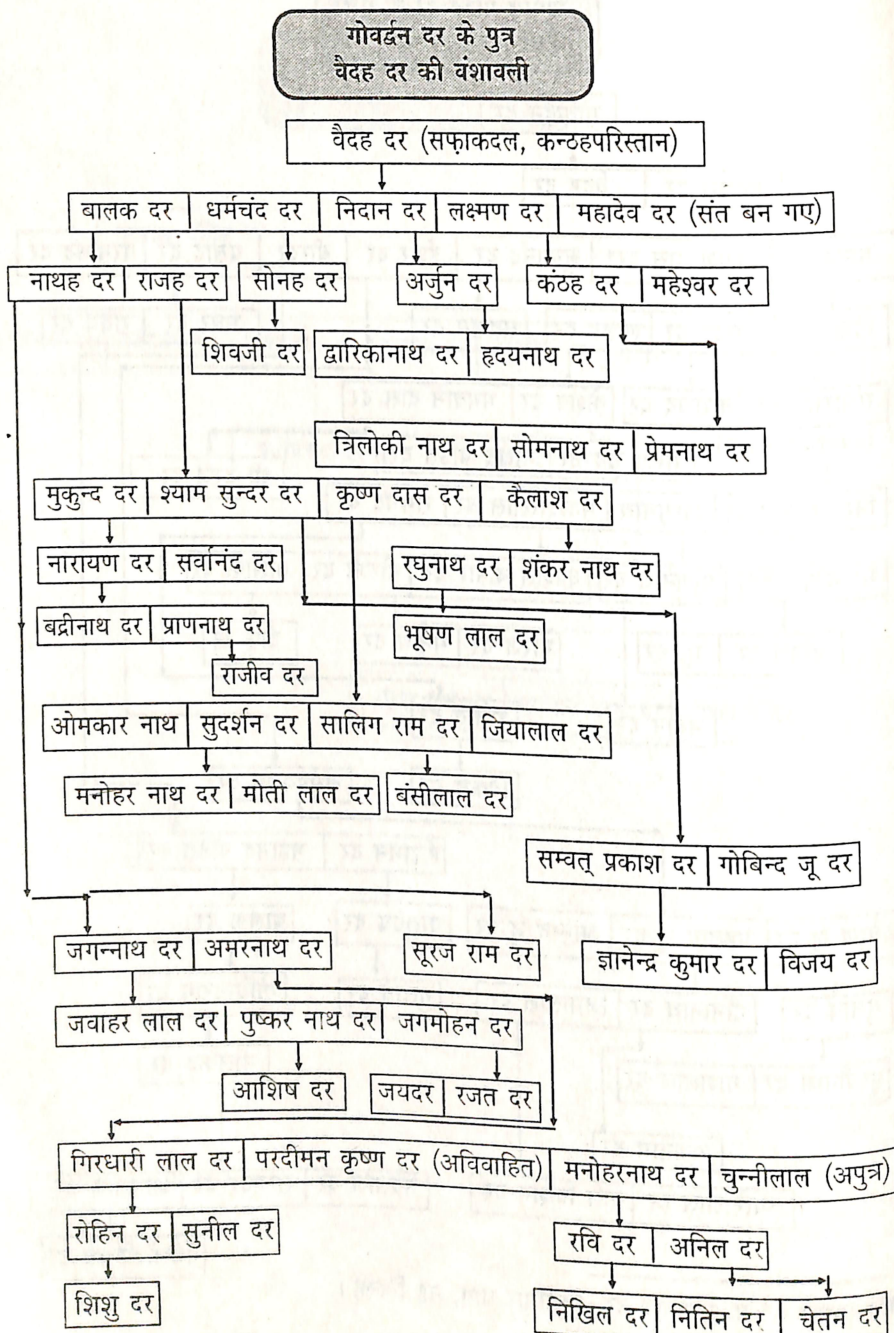 गोवर्द्धन दर के पुत्र
वैदह दर की वंशावली
वैदह दर (सफ़ाकदल, कन्ठहपरिस्तान)
बालक दर | धर्मचंद दर | निदान दर | लक्ष्मण दर | महादेव दर (संत बन गए)
नाथह दर | राजह दर | सोनह दर | अर्जुन दर | कंठह दर | महेश्वर दर
शिवजी दर | द्वारिकानाथ दर | हृदयनाथ दर
त्रिलोकी नाथ दर | सोमनाथ दर | प्रेमनाथ दर
मुकुन्द दर | श्याम सुन्दर दर | कृष्ण दास दर | कैलाश दर
नारायण दर | सर्वानंद दर | रघुनाथ दर | शंकर नाथ दर
बद्रीनाथ दर | प्राणनाथ दर | भूषण लाल दर
राजीव दर
ओमकार नाथ | सुदर्शन दर | सालिग राम दर | जियालाल दर
मनोहर नाथ दर | मोती लाल दर | बंसीलाल दर
सम्वत् प्रकाश दर | गोबिन्द जू दर
जगन्नाथ दर | अमरनाथ दर | सूरज राम दर | ज्ञानेन्द्र कुमार दर | विजय दर
जवाहर लाल दर | पुष्कर नाथ दर | जगमोहन दर
आशिष दर | जयदर | रजत दर
गिरधारी लाल दर | परदीमन कृष्ण दर (अविवाहित) | मनोहरनाथ दर | चुन्नीलाल (अपुत्र)
रोहिन दर | सुनील दर | रवि दर | अनिल दर
शिशु दर | निखिल दर | नितिन दर | चेतन दर